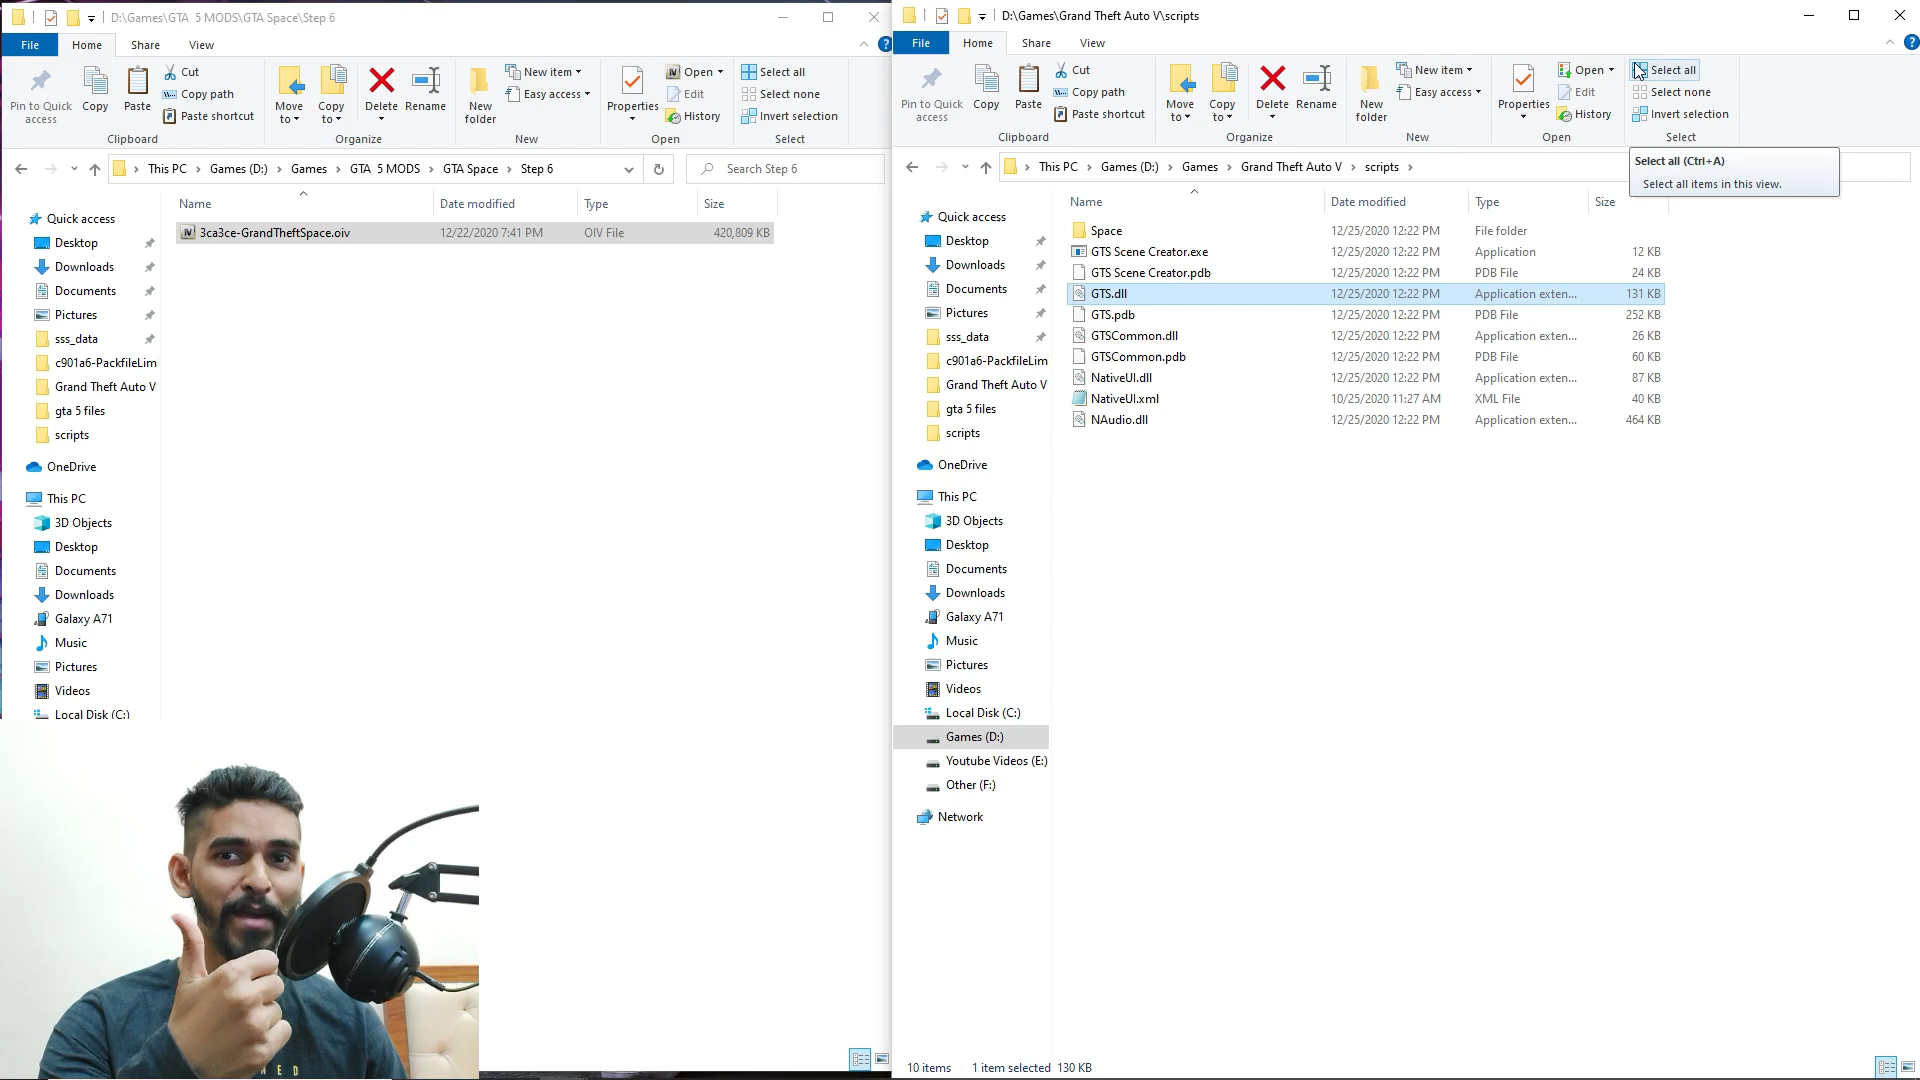 D:\Games\GTA  5 MODS\GTA Space\Step 6
File
Home
Share
View
Pin to Quick access
Copy
Paste
Cut
Copy path
Paste shortcut
Clipboard
Move to
Copy to
Delete
Rename
Organize
New folder
New item
Easy access
New
Properties
Open
Edit
History
Open
Select all
Select none
Invert selection
Select
This PC > Games (D:) > Games > GTA  5 MODS > GTA Space > Step 6
Search Step 6
Name
Date modified
Type
Size
3ca3ce-GrandTheftSpace.oiv 12/22/2020 7:41 PM OIV File 420,809 KB
Quick access
Desktop
Downloads
Documents
Pictures
sss_data
c901a6-PackfileLim
Grand Theft Auto V
gta 5 files
scripts
OneDrive
This PC
3D Objects
Desktop
Documents
Downloads
Galaxy A71
Music
Pictures
Videos
Local Disk (C:)
D:\Games\Grand Theft Auto V\scripts
File
Home
Share
View
Pin to Quick access
Copy
Paste
Cut
Copy path
Paste shortcut
Clipboard
Move to
Copy to
Delete
Rename
Organize
New folder
New item
Easy access
New
Properties
Open
Edit
History
Open
Select all
Select none
Invert selection
Select
Select all (Ctrl+A)
Select all items in this view.
This PC > Games (D:) > Games > Grand Theft Auto V > scripts >
Name
Date modified
Type
Size
Space 12/25/2020 12:22 PM File folder
GTS Scene Creator.exe 12/25/2020 12:22 PM Application 12 KB
GTS Scene Creator.pdb 12/25/2020 12:22 PM PDB File 24 KB
GTS.dll 12/25/2020 12:22 PM Application exten... 131 KB
GTS.pdb 12/25/2020 12:22 PM PDB File 252 KB
GTSCommon.dll 12/25/2020 12:22 PM Application exten... 26 KB
GTSCommon.pdb 12/25/2020 12:22 PM PDB File 60 KB
NativeUI.dll 12/25/2020 12:22 PM Application exten... 87 KB
NativeUI.xml 10/25/2020 11:27 AM XML File 40 KB
NAudio.dll 12/25/2020 12:22 PM Application exten... 464 KB
Quick access
Desktop
Downloads
Documents
Pictures
sss_data
c901a6-PackfileLim
Grand Theft Auto V
gta 5 files
scripts
OneDrive
This PC
3D Objects
Desktop
Documents
Downloads
Galaxy A71
Music
Pictures
Videos
Local Disk (C:)
Games (D:)
Youtube Videos (E:)
Other (F:)
Network
10 items
1 item selected 130 KB